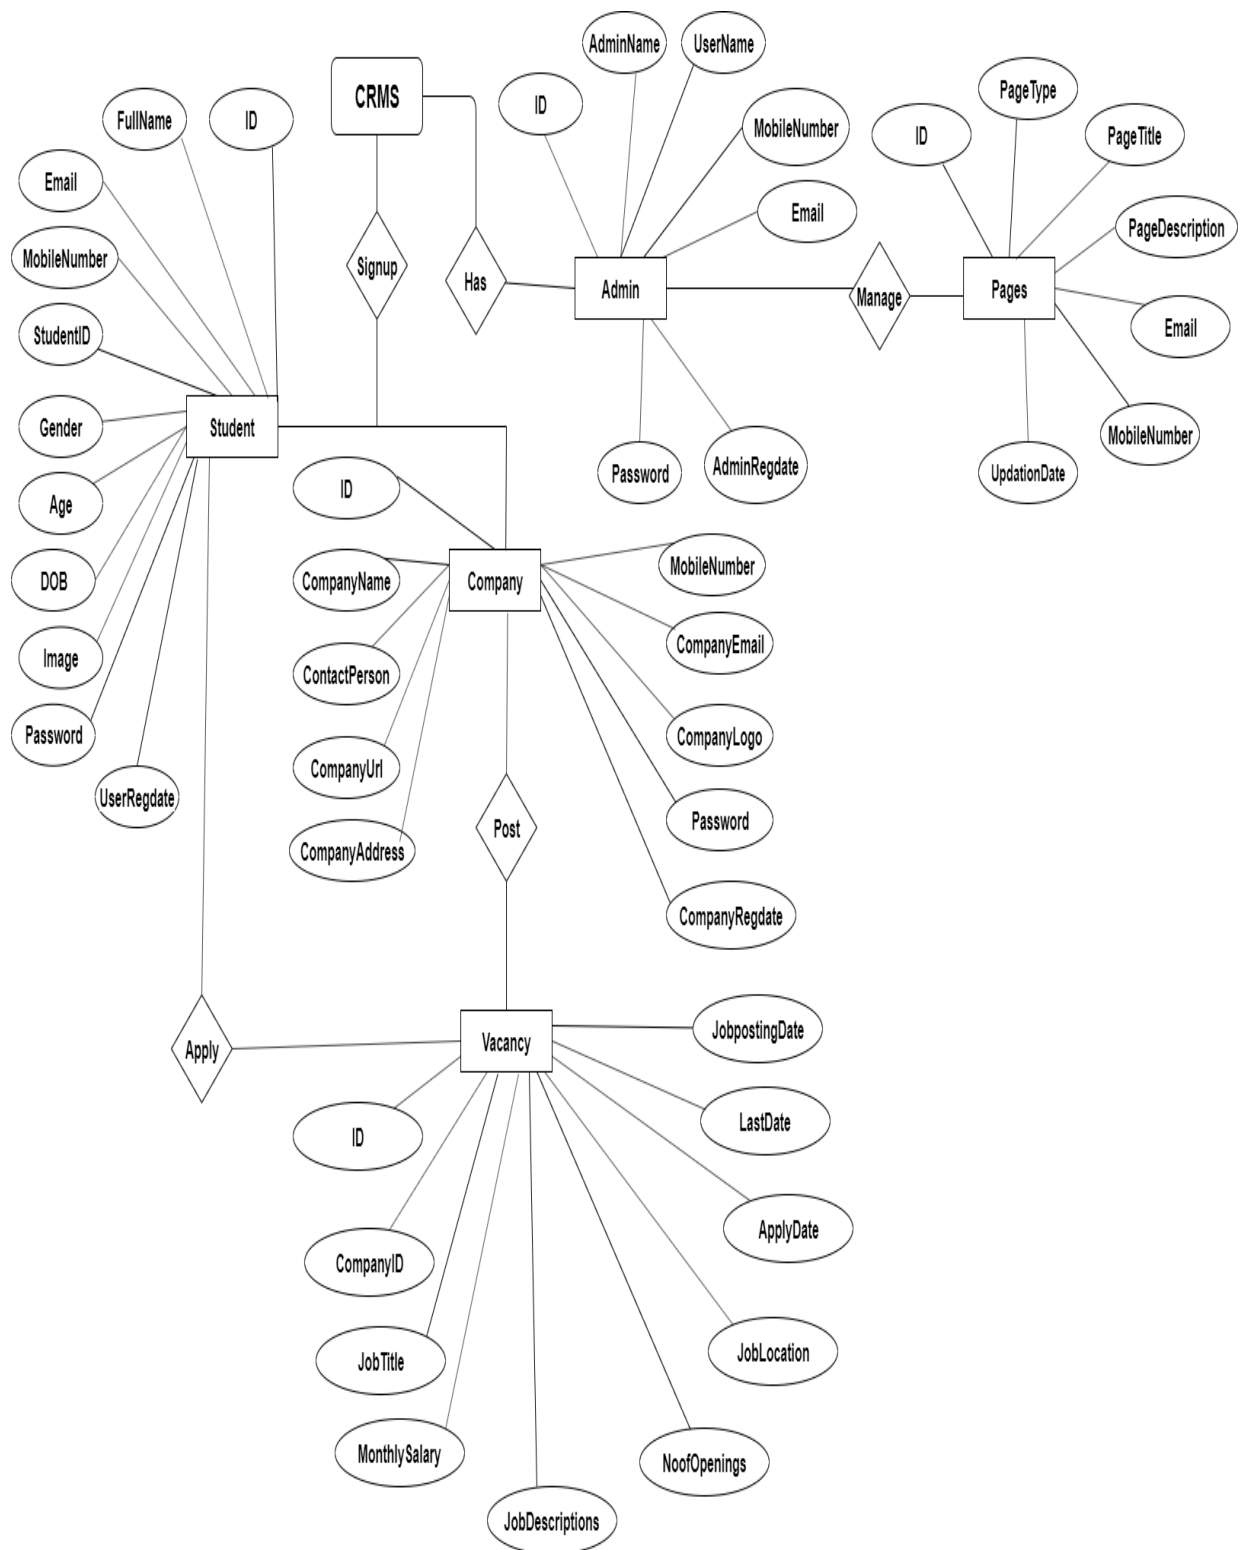 CRMS
AdminName
UserName
ID
MobileNumber
Email
PageType
ID
PageTitle
PageDescription
Email
MobileNumber
UpdationDate
FullName
ID
Email
MobileNumber
StudentID
Gender
Age
DOB
Image
Password
UserRegdate
Student
Signup
Has
Admin
Manage
Pages
Password
AdminRegdate
ID
CompanyName
ContactPerson
CompanyUrl
CompanyAddress
Company
MobileNumber
CompanyEmail
CompanyLogo
Password
CompanyRegdate
Post
Apply
Vacancy
JobpostingDate
LastDate
ApplyDate
JobLocation
NoofOpenings
ID
CompanyID
JobTitle
MonthlySalary
JobDescriptions